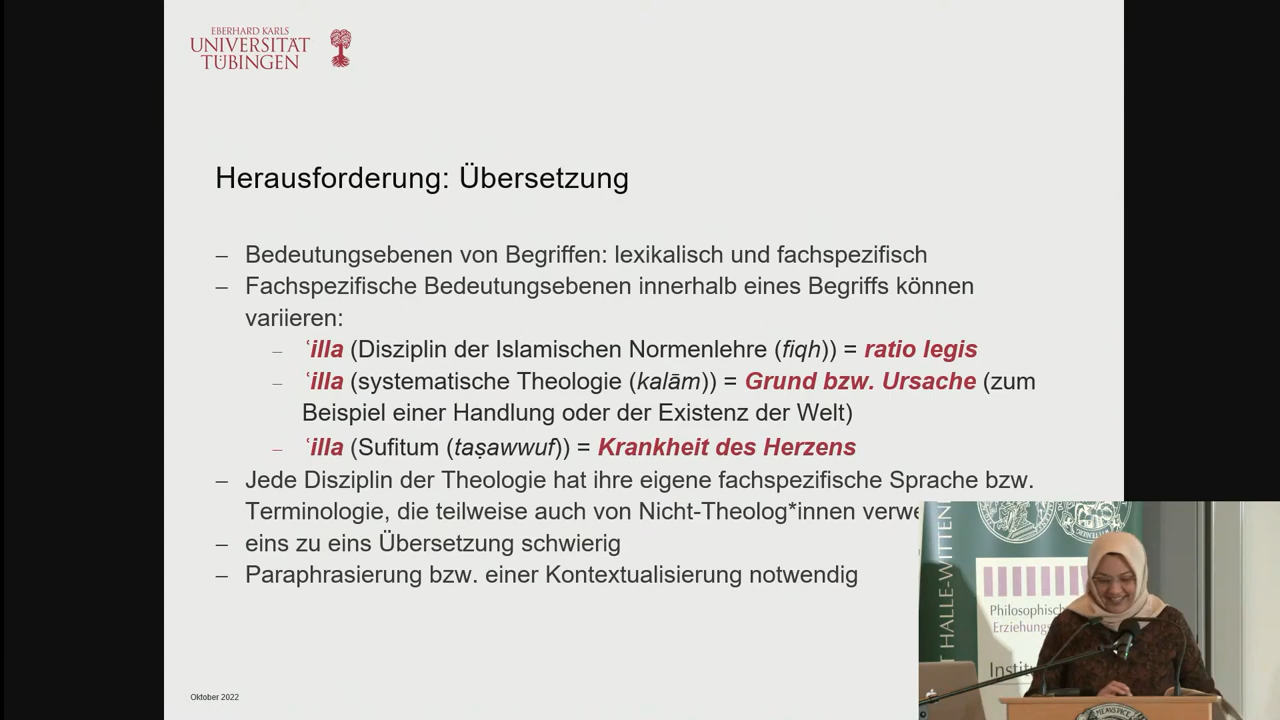 EBERHARD KARLS
UNIVERSITÄT
TÜBINGEN
Herausforderung: Übersetzung
– Bedeutungsebenen von Begriffen: lexikalisch und fachspezifisch
– Fachspezifische Bedeutungsebenen innerhalb eines Begriffs können
variieren:
– ʿilla (Disziplin der Islamischen Normenlehre (fiqh)) = ratio legis
– ʿilla (systematische Theologie (kalām)) = Grund bzw. Ursache (zum
Beispiel einer Handlung oder der Existenz der Welt)
– ʿilla (Sufitum (taṣawwuf)) = Krankheit des Herzens
– Jede Disziplin der Theologie hat ihre eigene fachspezifische Sprache bzw.
Terminologie, die teilweise auch von Nicht-Theolog*innen verwe
– eins zu eins Übersetzung schwierig
– Paraphrasierung bzw. einer Kontextualisierung notwendig
Oktober 2022
T HALLE-WITTEN
Philosophisch
Erziehungs
Institu